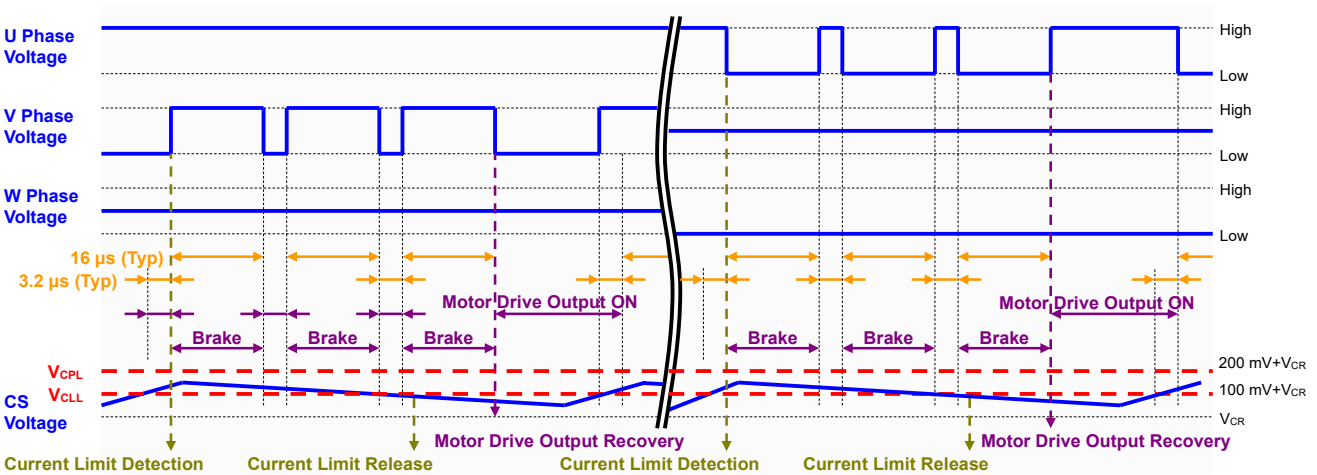 U Phase
Voltage
High
Low
V Phase
Voltage
High
Low
W Phase
Voltage
High
Low
16 µs (Typ)
3.2 µs (Typ)
Motor Drive Output ON
Motor Drive Output ON
Brake
Brake
Brake
Brake
Brake
Brake
VCPL
200 mV+VCR
VCLL
100 mV+VCR
CS
Voltage
VCR
Motor Drive Output Recovery
Motor Drive Output Recovery
Current Limit Detection
Current Limit Release
Current Limit Detection
Current Limit Release